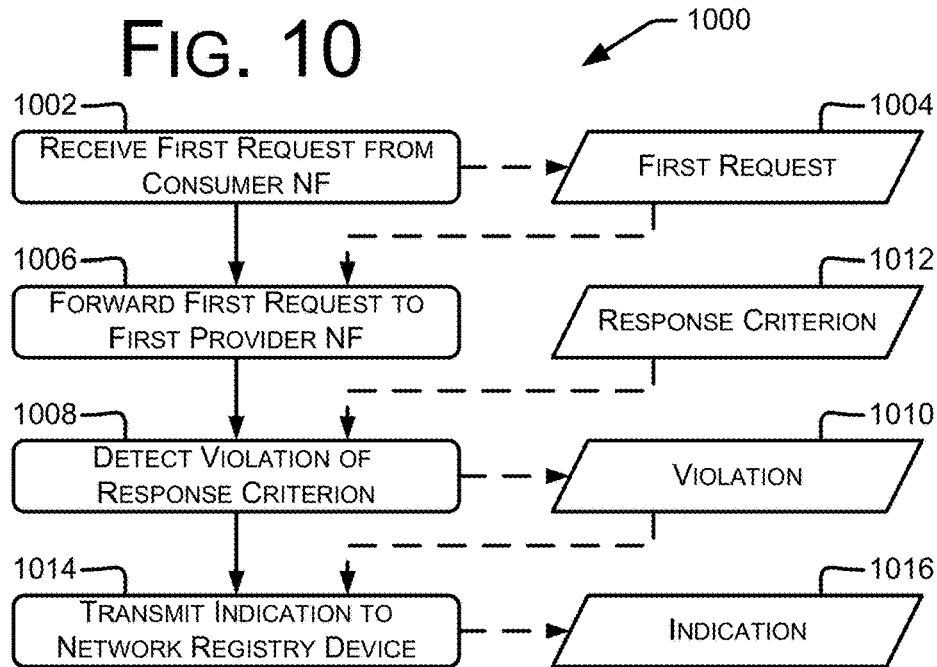 FIG. 10
1000
1002
1004
RECEIVE FIRST REQUEST FROM
CONSUMER NF
FIRST REQUEST
1006
1012
FORWARD FIRST REQUEST TO
FIRST PROVIDER NF
RESPONSE CRITERION
1008
1010
DETECT VIOLATION OF
RESPONSE CRITERION
VIOLATION
1014
1016
TRANSMIT INDICATION TO
NETWORK REGISTRY DEVICE
INDICATION